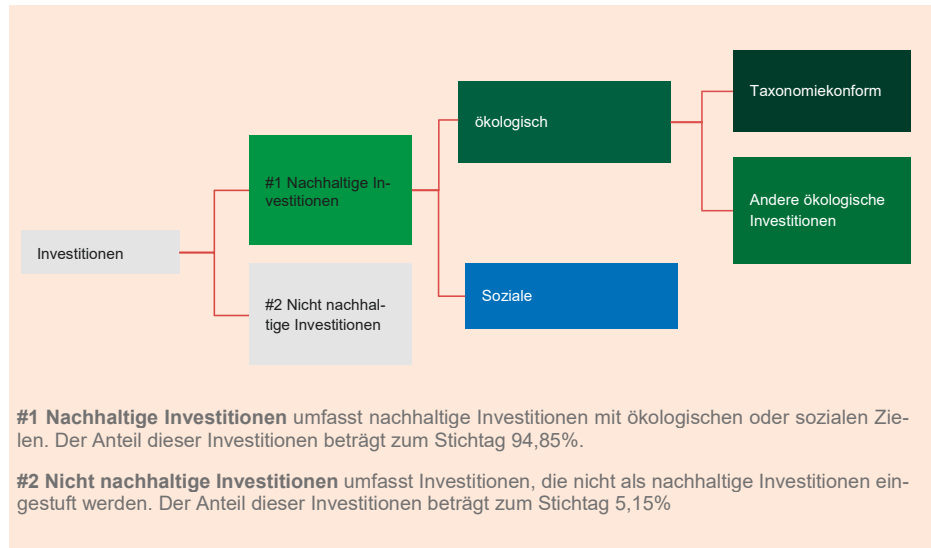 Taxonomiekonform
ökologisch
#1 Nachhaltige In-
vestitionen
Andere ökologische
Investitionen
Investitionen
Soziale
#2 Nicht nachhal-
tige Investitionen
#1 Nachhaltige Investitionen umfasst nachhaltige Investitionen mit ökologischen oder sozialen Zie-
len. Der Anteil dieser Investitionen beträgt zum Stichtag 94,85%.
#2 Nicht nachhaltige Investitionen umfasst Investitionen, die nicht als nachhaltige Investitionen ein-
gestuft werden. Der Anteil dieser Investitionen beträgt zum Stichtag 5,15%